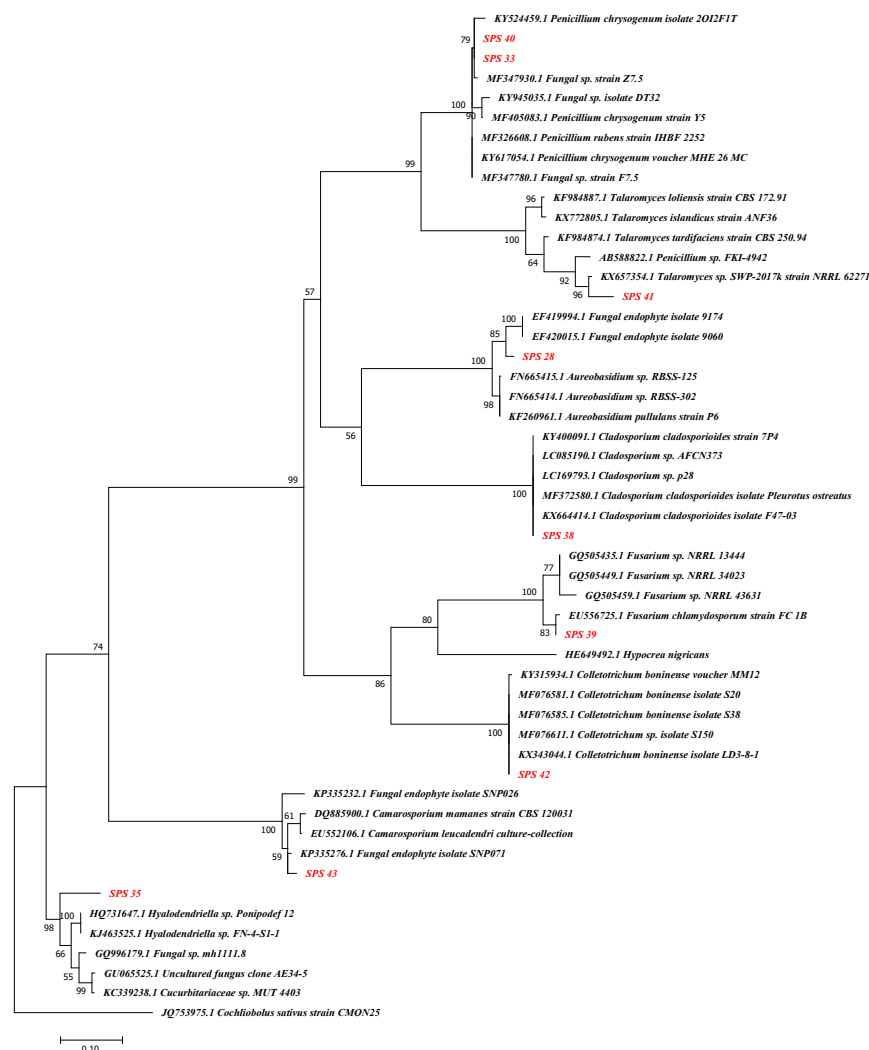 KY524459.1 Penicillium chrysogenum isolate 2OI2F1T
79
SPS 40
SPS 33
MF347930.1 Fungal sp. strain Z7.5
KY945035.1 Fungal sp. isolate DT32
100
90
MF405083.1 Penicillium chrysogenum strain Y5
MF326608.1 Penicillium rubens strain IHBF 2252
KY617054.1 Penicillium chrysogenum voucher MHE 26 MC
99
MF347780.1 Fungal sp. strain F7.5
96
KF984887.1 Talaromyces loliensis strain CBS 172.91
KX772805.1 Talaromyces islandicus strain ANF36
100
KF984874.1 Talaromyces tardifaciens strain CBS 250.94
64
AB588822.1 Penicillium sp. FKI-4942
92
KX657354.1 Talaromyces sp. SWP-2017k strain NRRL 62271
57
96
SPS 41
100
EF419994.1 Fungal endophyte isolate 9174
85
EF420015.1 Fungal endophyte isolate 9060
100
SPS 28
FN665415.1 Aureobasidium sp. RBSS-125
98
FN665414.1 Aureobasidium sp. RBSS-302
KF260961.1 Aureobasidium pullulans strain P6
56
KY400091.1 Cladosporium cladosporioides strain 7P4
LC085190.1 Cladosporium sp. AFCN373
99
LC169793.1 Cladosporium sp. p28
100
MF372580.1 Cladosporium cladosporioides isolate Pleurotus ostreatus
KX664414.1 Cladosporium cladosporioides isolate F47-03
SPS 38
GQ505435.1 Fusarium sp. NRRL 13444
77
GQ505449.1 Fusarium sp. NRRL 34023
100
GQ505459.1 Fusarium sp. NRRL 43631
80
EU556725.1 Fusarium chlamydosporum strain FC 1B
83
SPS 39
74
HE649492.1 Hypocrea nigricans
86
KY315934.1 Colletotrichum boninense voucher MM12
MF076581.1 Colletotrichum boninense isolate S20
MF076585.1 Colletotrichum boninense isolate S38
100
MF076611.1 Colletotrichum sp. isolate S150
KX343044.1 Colletotrichum boninense isolate LD3-8-1
SPS 42
KP335232.1 Fungal endophyte isolate SNP026
61
DQ885900.1 Camarosporium mamanes strain CBS 120031
100
EU552106.1 Camarosporium leucadendri culture-collection
59
KP335276.1 Fungal endophyte isolate SNP071
SPS 43
SPS 35
100
HQ731647.1 Hyalodendriella sp. Ponipodef 12
98
KJ463525.1 Hyalodendriella sp. FN-4-S1-1
66
GQ996179.1 Fungal sp. mh1111.8
55
GU065525.1 Uncultured fungus clone AE34-5
99
KC339238.1 Cucurbitariaceae sp. MUT 4403
JQ753975.1 Cochliobolus sativus strain CMON25
0.10